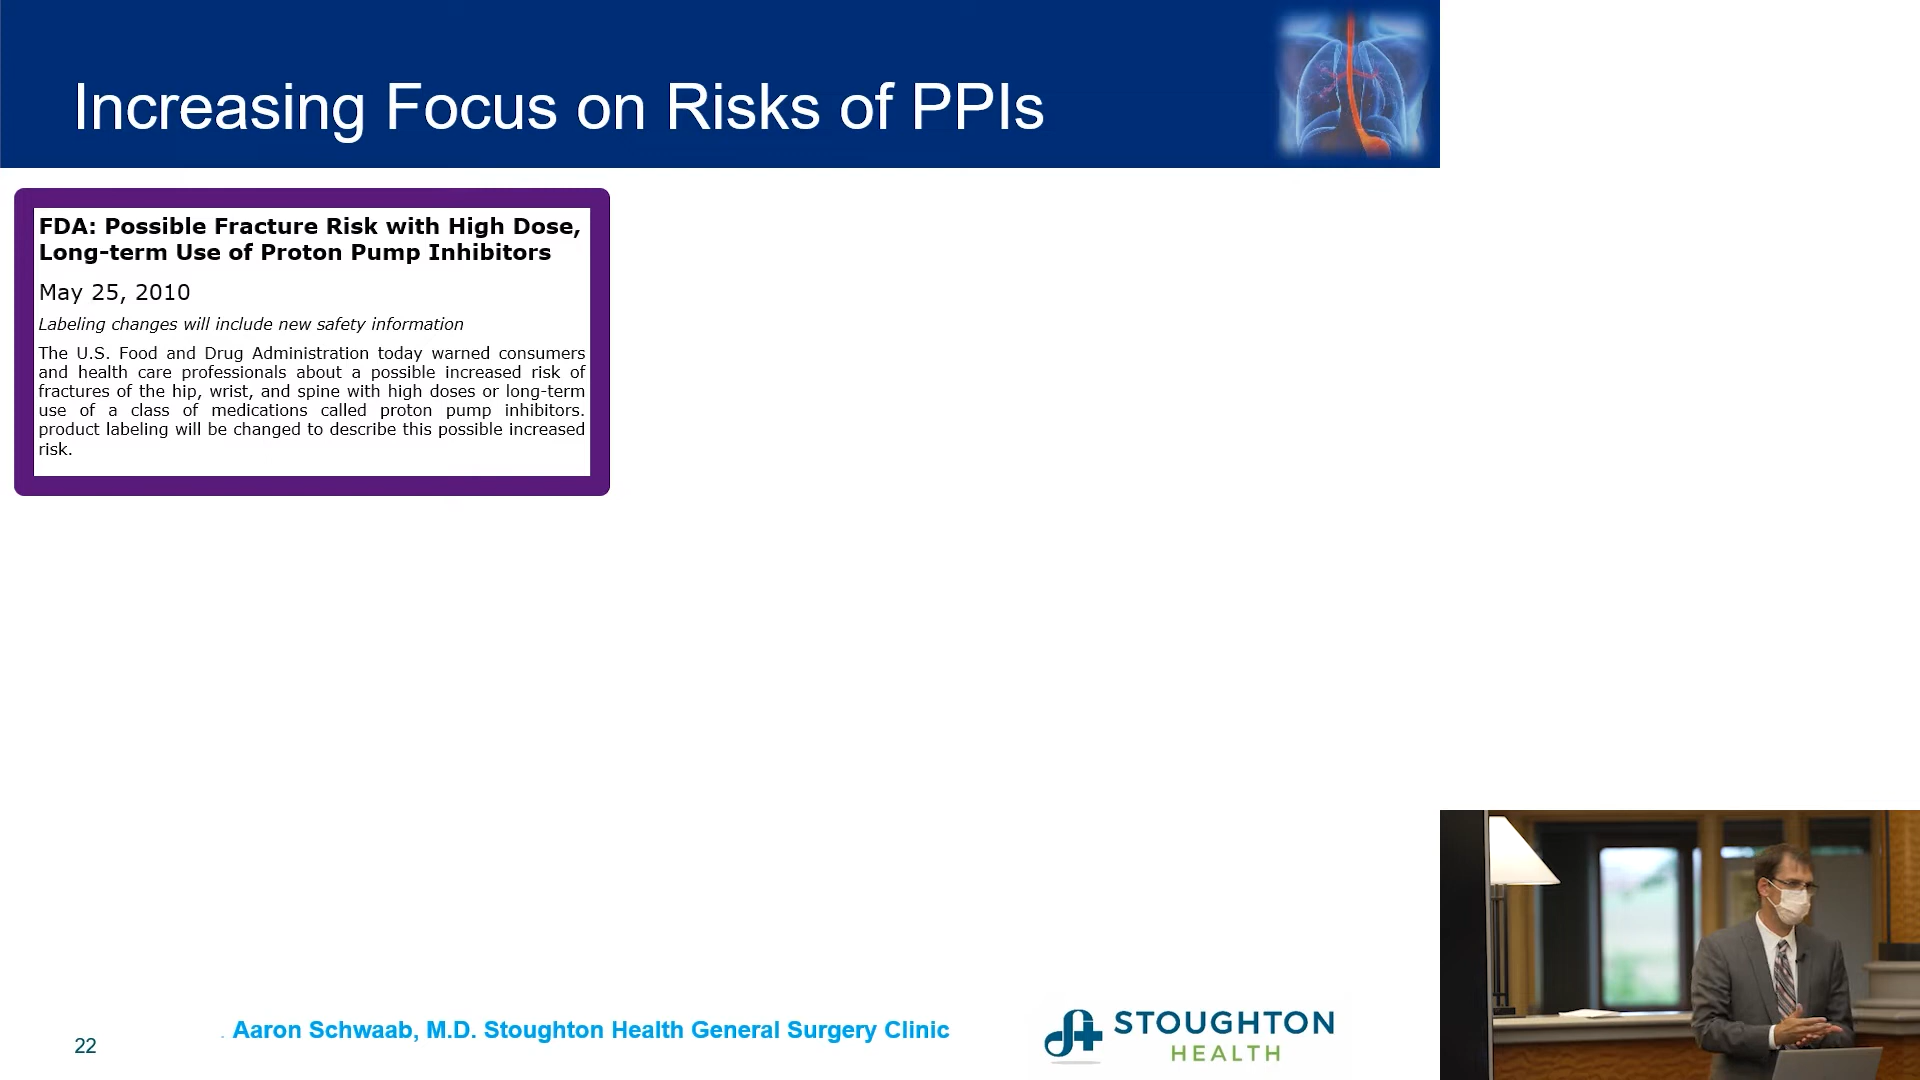 Increasing Focus on Risks of PPIs
FDA: Possible Fracture Risk with High Dose,
Long-term Use of Proton Pump Inhibitors
May 25, 2010
Labeling changes will include new safety information
The U.S. Food and Drug Administration today warned consumers
and health care professionals about a possible increased risk of
fractures of the hip, wrist, and spine with high doses or long-term
use of a class of medications called proton pump inhibitors.
product labeling will be changed to describe this possible increased
risk.
22
. Aaron Schwaab, M.D. Stoughton Health General Surgery Clinic
STOUGHTON
HEALTH